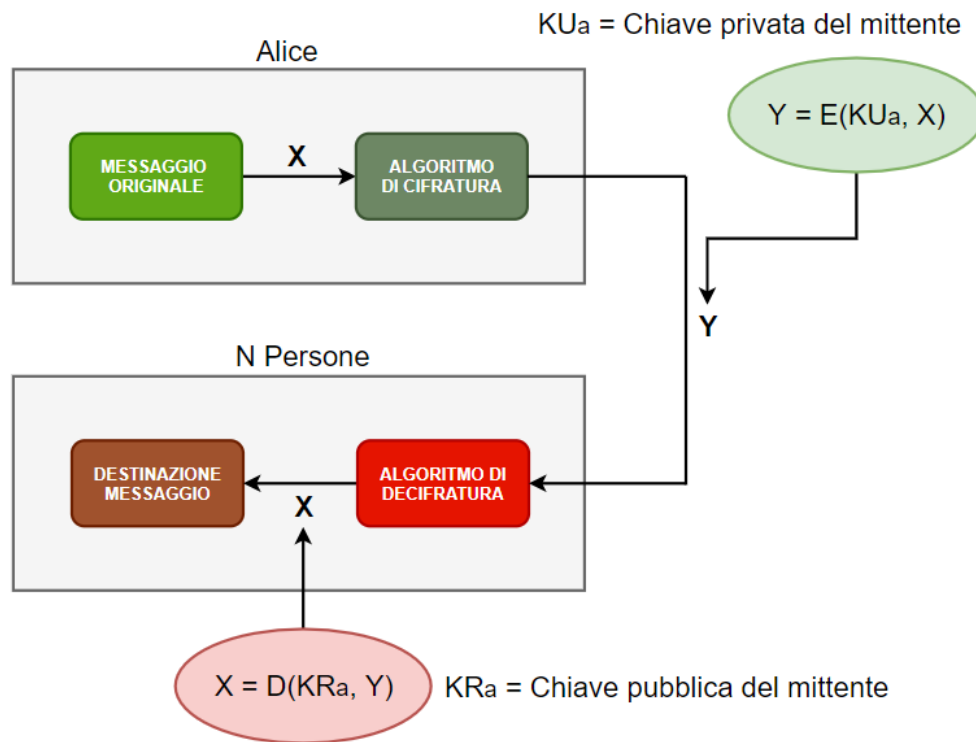 KUa = Chiave privata del mittente
Alice
Y = E(KUa, X)
MESSAGGIO
ORIGINALE
X
ALGORITMO
DI CIFRATURA
Y
N Persone
DESTINAZIONE
MESSAGGIO
X
ALGORITMO DI
DECIFRATURA
X = D(KRa, Y)
KRa = Chiave pubblica del mittente